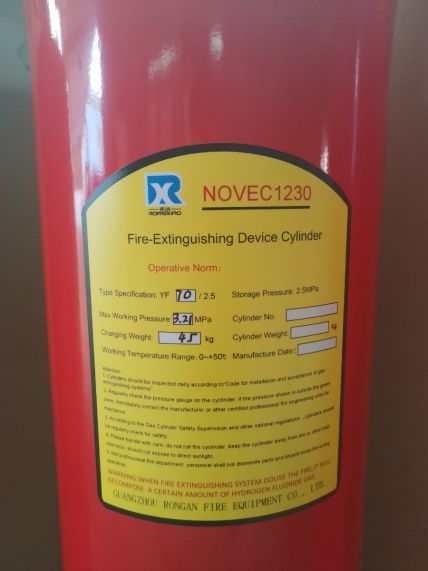 XR
NOVEC1230
RONGXIAO
Fire-Extinguishing Device Cylinder
Operative Norm:
Type Specification: YF 70 / 2.5 Storage Pressure: 2.5MPa
Max Working Pressure: 3.21 MPa Cylinder No.
Charging Weight: 45 kg Cylinder Weight: kg
Working Temperature Range: 0~+50t Manufacture Date:
Attention:
1. Cylinders should be inspected daily according to"Code for installation and acceptance of gas
extinguishing systems"
2. Regularly check the pressure gauge on the cyclinder, if the pressure shown is outside the green
zone, immediately contact the manufacturer or other certified professional fire engineering units for
maintance.
3. According to the Gas Cylinder Safety Supervision and other national regulations , cylinders should
be regularly check for safety
4. Please handle with care, do not roll the cyclinder. keep the cylinder away from fire or other heat
should not expose to direct sunlight.
5. professional fire department personnel shall not dismantle parts and should avoid the wrong
operation.
WARNING:WHEN FIRE EXTINGUISHING SYSTEM DOUSE THE FIRE,IT WILL
DECOMPOSE A CERTAIN AMOUNT OF HYDROGEN FLUORIDE GAS.
GUANGZHOU RONGAN FIRE EQUIPMENT CO., LTD.